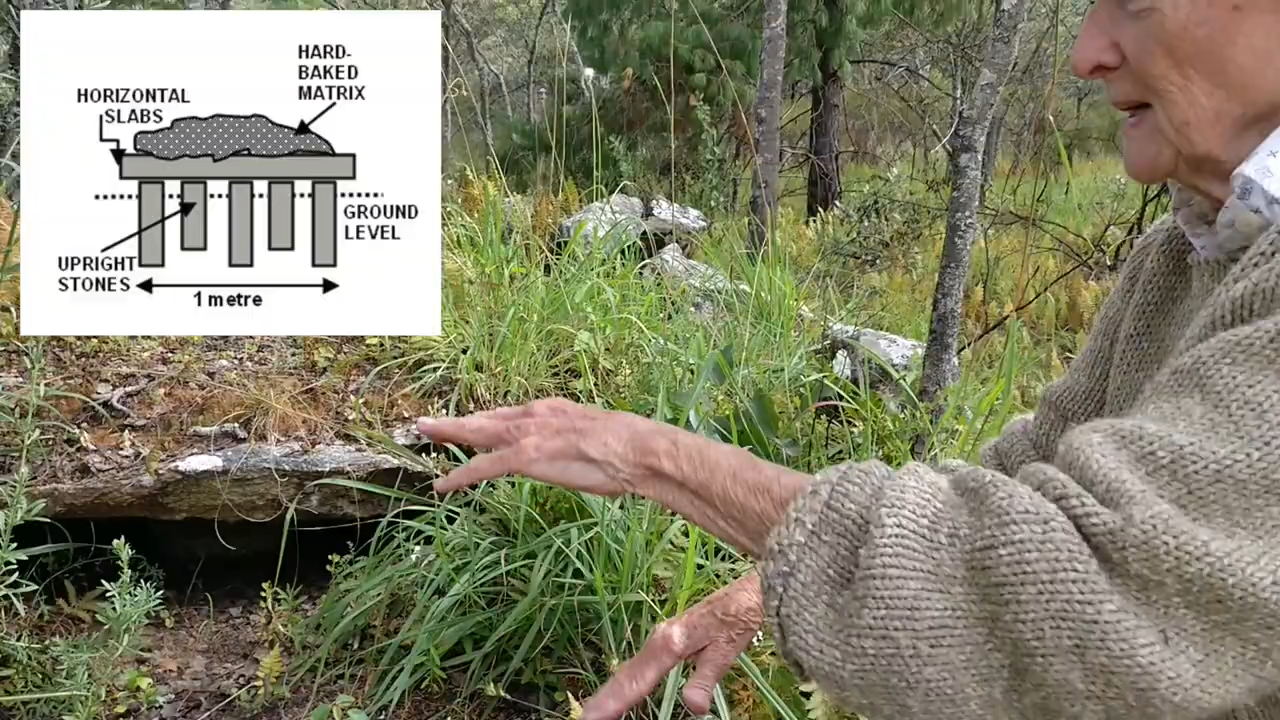 HARD-
BAKED
MATRIX
HORIZONTAL
SLABS
GROUND
LEVEL
UPRIGHT
STONES
1 metre